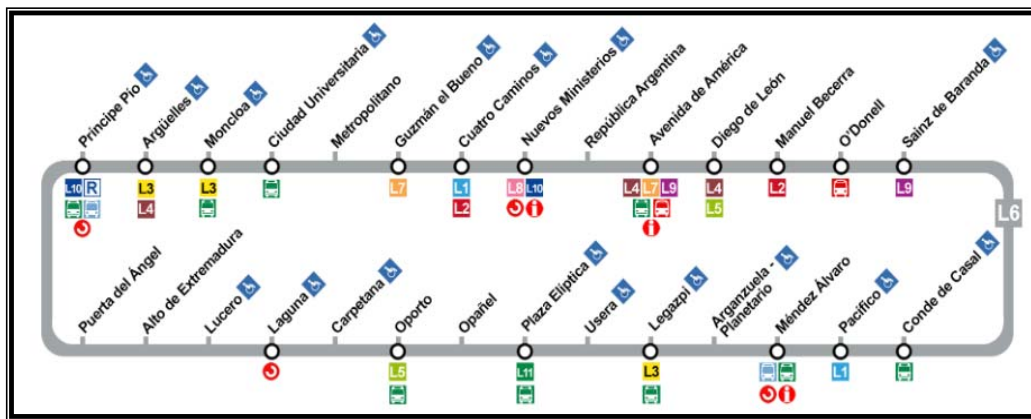 Príncipe Pío
Argüelles
Moncloa
Ciudad Universitaria
Metropolitano
Guzmán el Bueno
Cuatro Caminos
Nuevos Ministerios
República Argentina
Avenida de América
Diego de León
Manuel Becerra
O'Donell
Sainz de Baranda
L10 R
L3
L4
L3
L7
L1
L2
L8 L10
L4 L7 L9
L4
L5
L2
L9
L6
Puerta del Ángel
Alto de Extremadura
Lucero
Laguna
Carpetana
Oporto
Opañel
Plaza Elíptica
Usera
Legazpi
Arganzuela -
Planetario
Méndez Álvaro
Pacífico
Conde de Casal
L5
L11
L3
L1